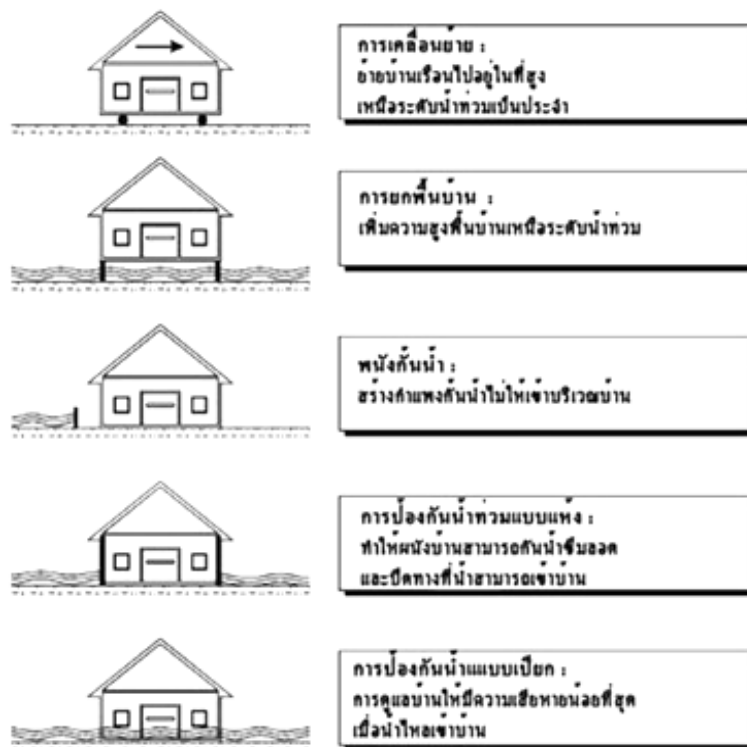 การเคลื่อนย้าย :
ย้ายบ้านเรือนไปอยู่ในที่สูง
เหนือระดับน้ำท่วมเป็นประจำ
การยกพื้นบ้าน :
เพิ่มความสูงพื้นบ้านเหนือระดับน้ำท่วม
พนังกั้นน้ำ :
สร้างกำแพงกั้นน้ำไม่ให้เข้าบริเวณบ้าน
การป้องกันน้ำท่วมแบบแห้ง :
ทำให้ผนังบ้านสามารถกันน้ำซึมลอด
และปิดทางที่น้ำสามารถเข้าบ้าน
การป้องกันน้ำแแบบเปียก :
การดูแลบ้านให้มีความเสียหายน้อยที่สุด
เมื่อน้ำไหลเข้าบ้าน